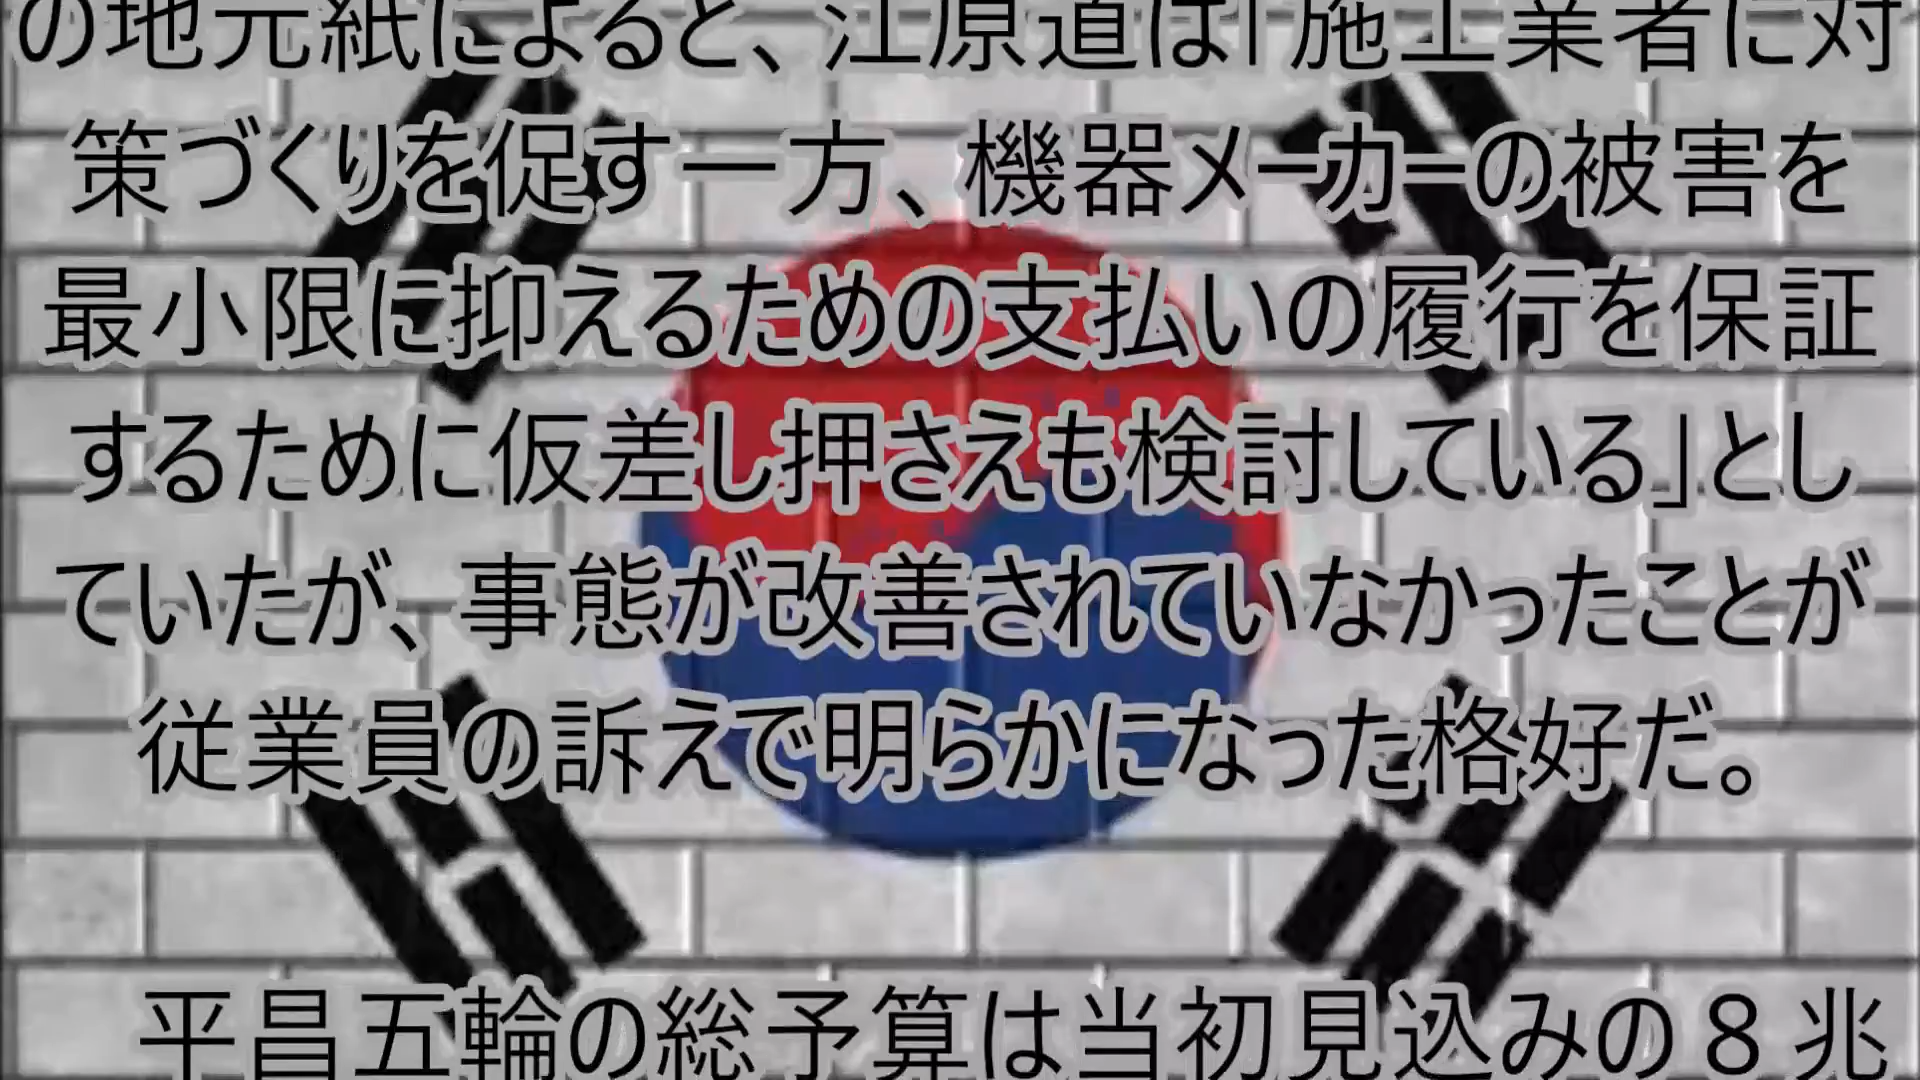 の地元紙によると、江原道は「施工業者に対
策づくりを促す一方、機器メーカーの被害を
最小限に抑えるための支払いの履行を保証
するために仮差し押さえも検討している」とし
ていたが、事態が改善されていなかったことが
従業員の訴えで明らかになった格好だ。
平昌五輪の総予算は当初見込みの８兆